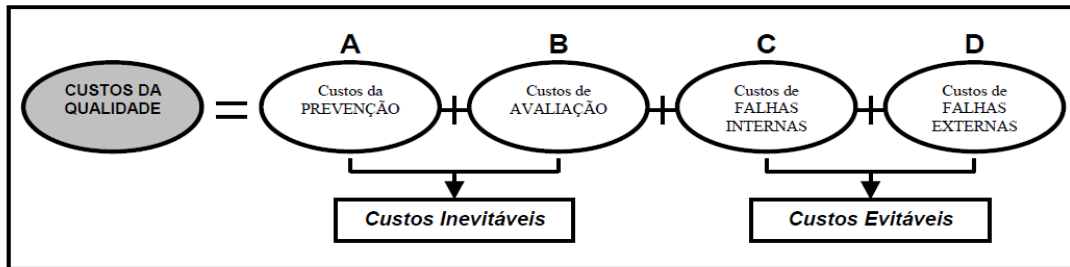 A
B
C
D
CUSTOS DA
QUALIDADE
=
Custos da
PREVENÇÃO
+
Custos de
AVALIAÇÃO
+
Custos de
FALHAS
INTERNAS
+
Custos de
FALHAS
EXTERNAS
Custos Inevitáveis
Custos Evitáveis